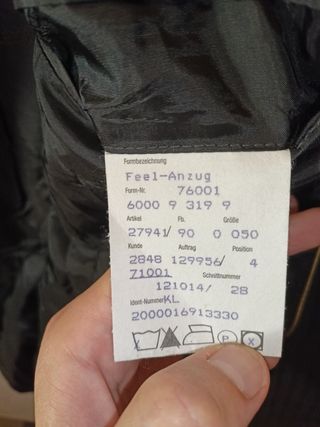 Formbezeichnung
Feel-Anzug
Form-Nr. 76001
6000 9 319 9
Artikel Fb. Größe
27941/ 90 0 050
Kunde Auftrag Position
2848 129956/ 4
71001 Schnittnummer
121014/ 28
Ident-Nummer KL
2000016913330
P X